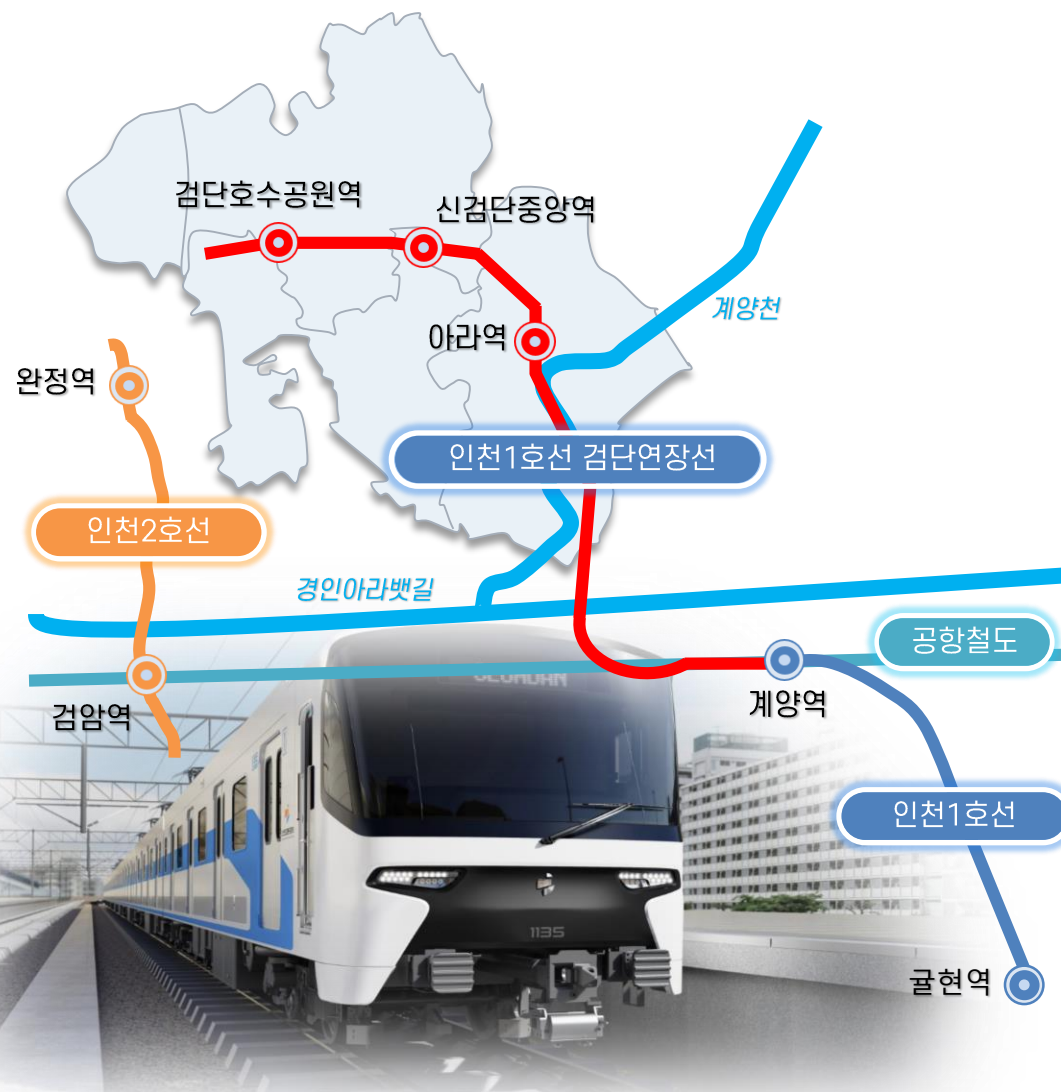 검단호수공원역
신검단중앙역
계양천
아라역
완정역
인천1호선 검단연장선
인천2호선
경인아라뱃길
공항철도
검암역
계양역
인천1호선
1135
귤현역